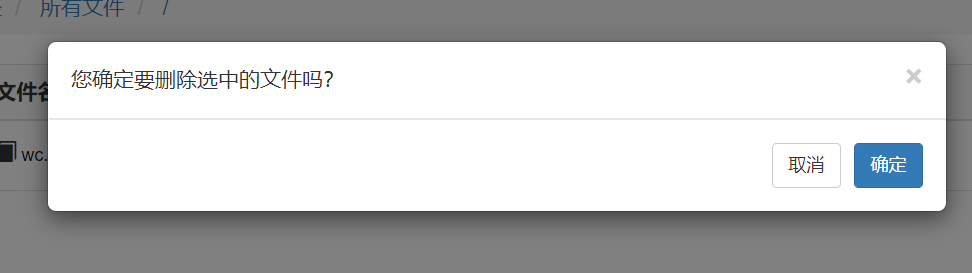 / 所有文件 / /
您确定要删除选中的文件吗?
×
文件名
wc.
取消 确定